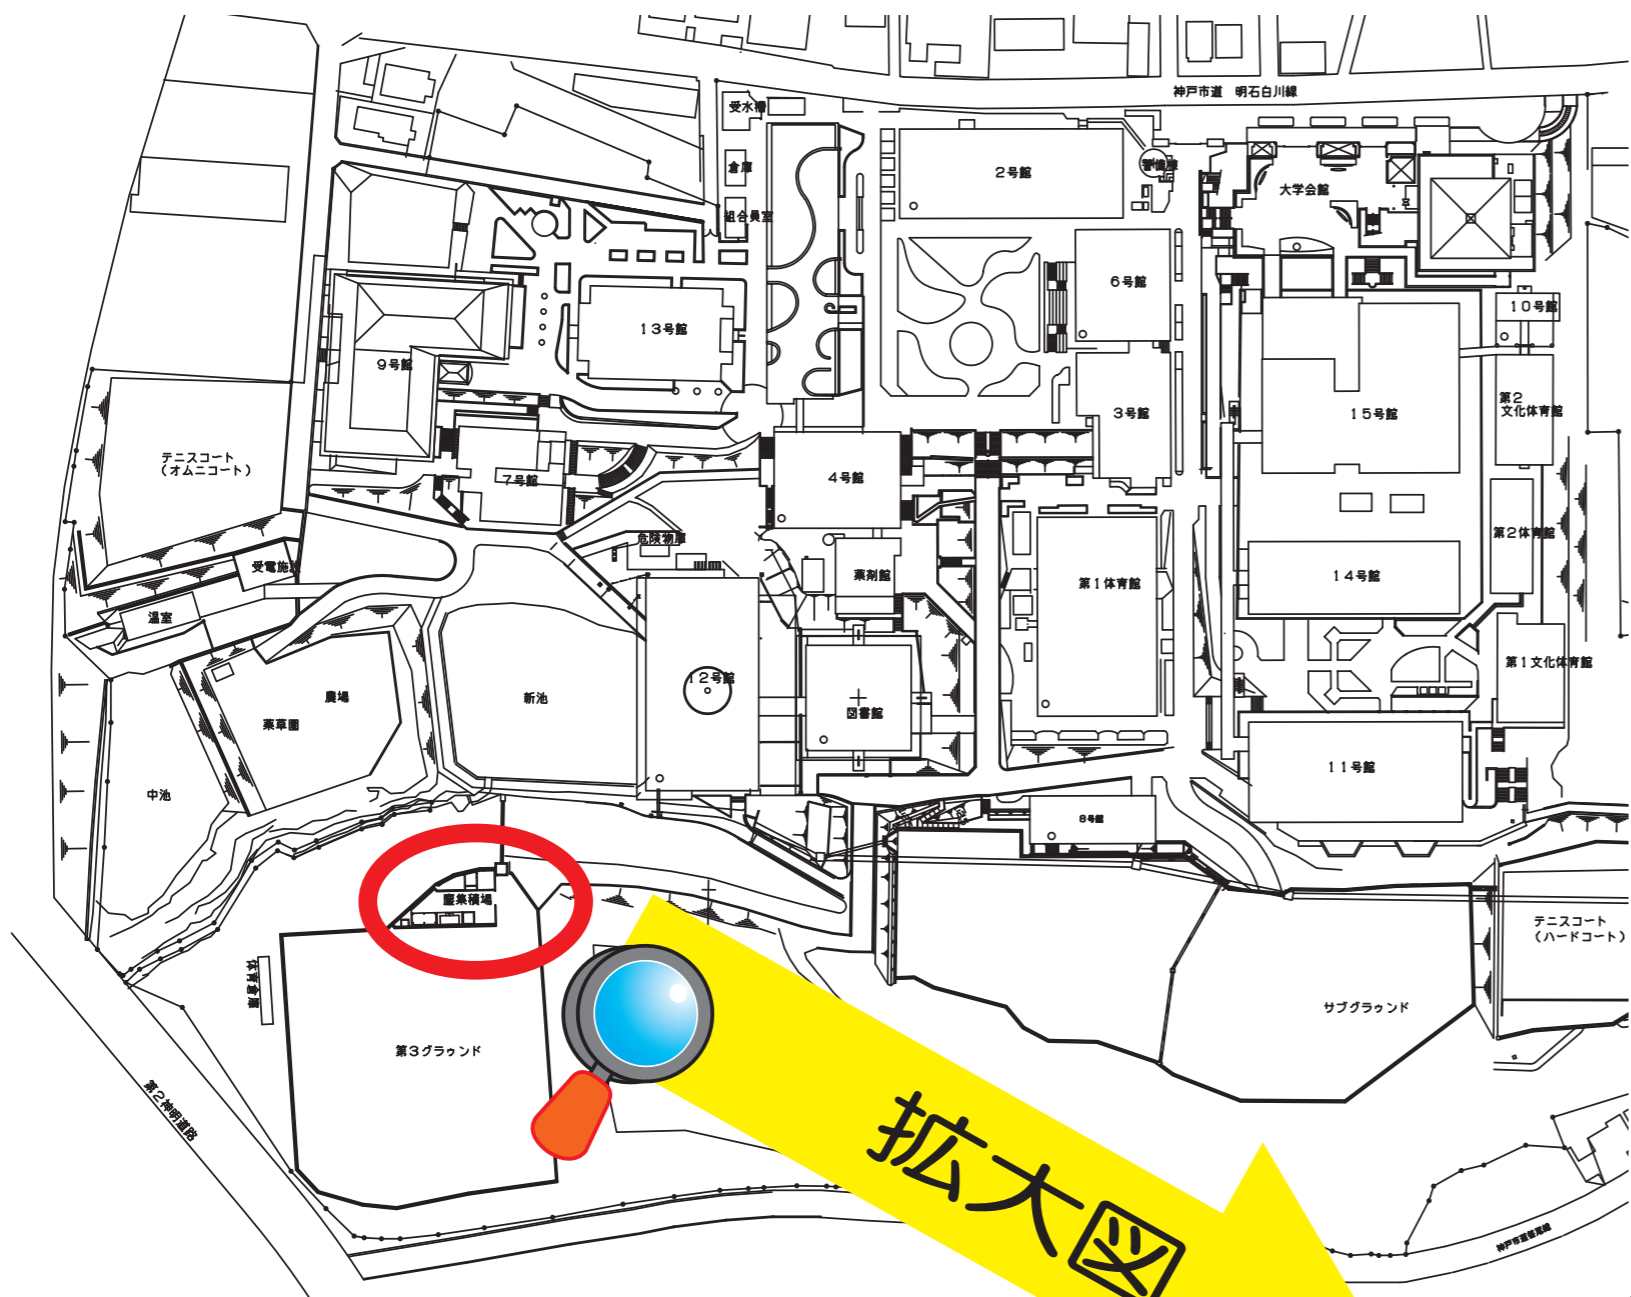 神戸市道 明石白川線
受水槽
倉庫
組合員室
2号館
警備棟
大学会館
6号館
10号館
13号館
9号館
3号館
15号館
第2
文化体育館
テニスコート
(オムニコート)
7号館
4号館
危険物庫
薬剤館
第1体育館
第2体育館
14号館
受電施設
温室
第1文化体育館
農場
薬草園
新池
12号館
図書館
中池
11号館
8号館
塵集積場
テニスコート
(ハードコート)
体育倉庫
サブグラウンド
第3グラウンド
第2神明道路
拡大図